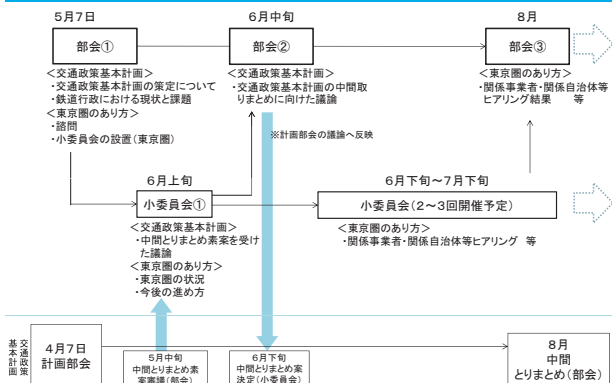 5月7日
部会①
＜交通政策基本計画＞
・交通政策基本計画の策定について
・鉄道行政における現状と課題
＜東京圏のあり方＞
・諮問
・小委員会の設置（東京圏）
6月中旬
部会②
＜交通政策基本計画＞
・交通政策基本計画の中間取
りまとめに向けた議論
※計画部会の議論へ反映
8月
部会③
＜東京圏のあり方＞
・関係事業者・関係自治体等
ヒアリング結果　等
6月上旬
小委員会①
＜交通政策基本計画＞
・中間とりまとめ素案を受け
た議論
＜東京圏のあり方＞
・東京圏の状況
・今後の進め方
6月下旬～7月下旬
小委員会（2～3回開催予定）
＜東京圏のあり方＞
・関係事業者・関係自治体等ヒアリング　等
交通政策
基本計画
4月7日
計画部会
5月中旬
中間とりまとめ素
案審議（部会）
6月下旬
中間とりまとめ案
決定（小委員会）
8月
中間
とりまとめ（部会）